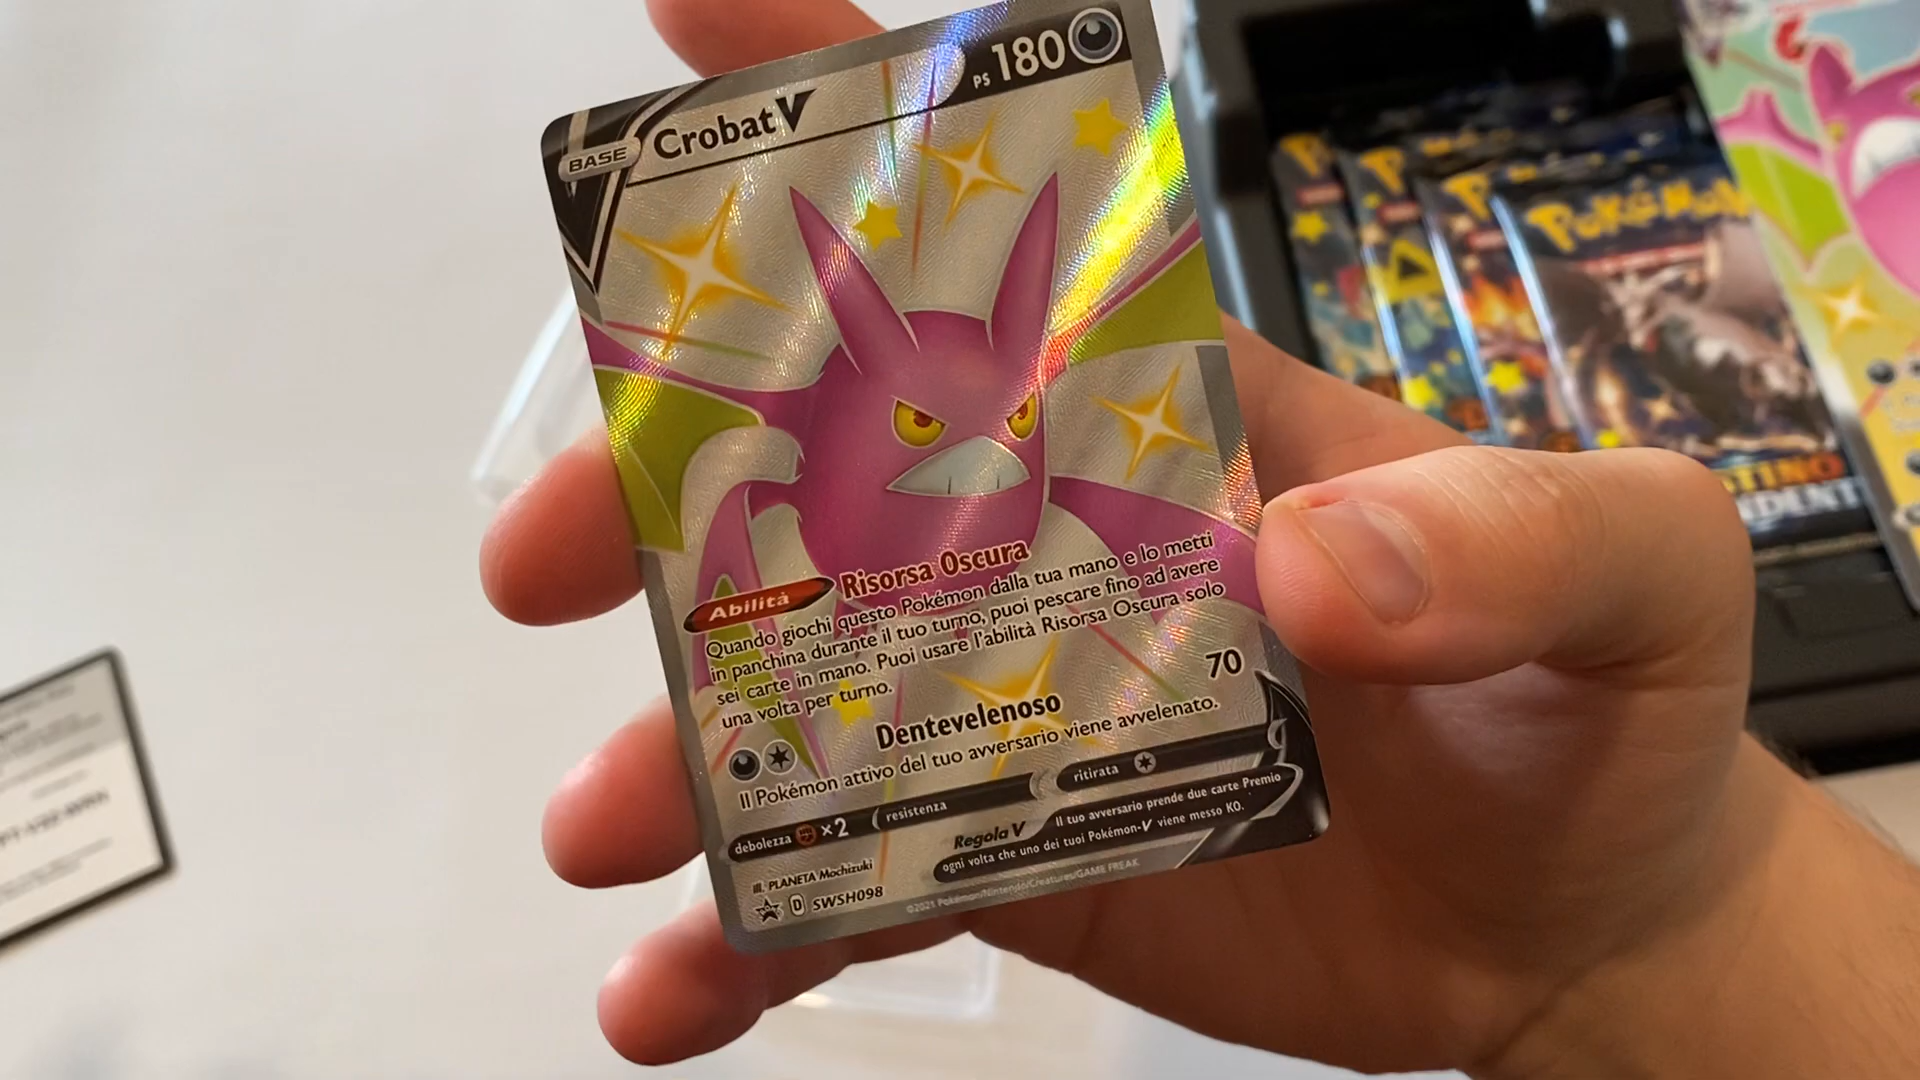 BASE
Crobat V
PS 180
Abilità Risorsa Oscura
Quando giochi questo Pokémon dalla tua mano e lo metti
in panchina durante il tuo turno, puoi pescare fino ad avere
sei carte in mano. Puoi usare l'abilità Risorsa Oscura solo
una volta per turno.
Dentevelenoso 70
Il Pokémon attivo del tuo avversario viene avvelenato.
debolezza ×2 resistenza ritirata
Regola V Il tuo avversario prende due carte Premio
ogni volta che uno dei tuoi Pokémon-V viene messo KO.
Ill. PLANETA Mochizuki
D SWSH098
©2021 Pokémon/Nintendo/Creatures/GAME FREAK
POKÉMON